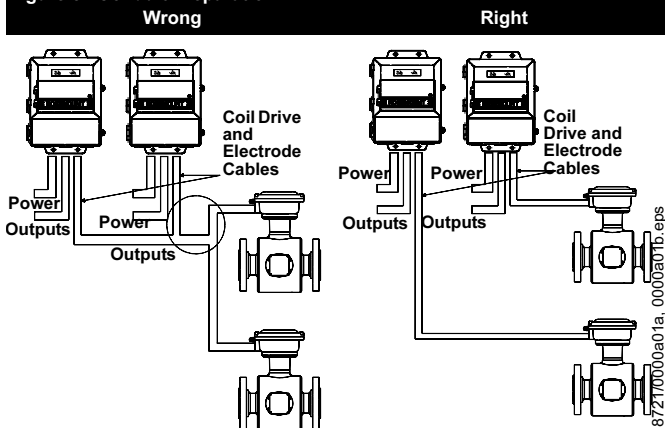 Wrong
Right
Coil Drive
and
Electrode
Cables
Power
Outputs
Power
Outputs
Coil
Drive and
Electrode
Cables
Power
Power
Outputs
Outputs
8721/0000a01a, 0000a01b.eps